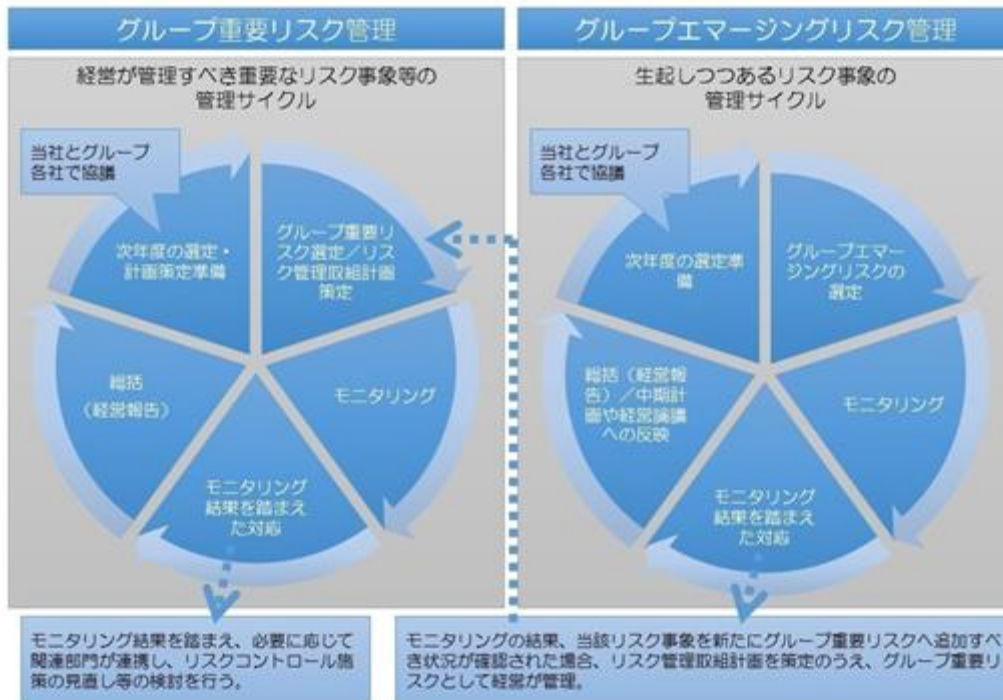 グループ重要リスク管理
経営が管理すべき重要なリスク事象等の
管理サイクル
当社とグループ
各社で協議
次年度の選定・
計画策定準備
グループ重要リ
スク選定／リス
ク管理取組計画
策定
モニタリング
モニタリング
結果を踏まえ
た対応
総括
（経営報告）
モニタリング結果を踏まえ、必要に応じて
関連部門が連携し、リスクコントロール施
策の見直し等の検討を行う。
グループエマージングリスク管理
生起しつつあるリスク事象の
管理サイクル
当社とグループ
各社で協議
次年度の選定準
備
グループエマー
ジングリスクの
選定
モニタリング
モニタリング
結果を踏まえ
た対応
総括（経営報
告）／中期計
画や経営論議
への反映
モニタリングの結果、当該リスク事象を新たにグループ重要リスクへ追加すべ
き状況が確認された場合、リスク管理取組計画を策定のうえ、グループ重要リ
スクとして経営が管理。